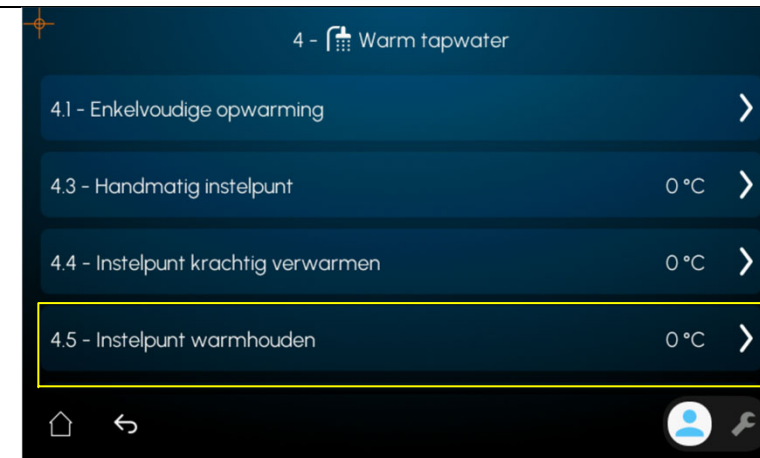 4 - Warm tapwater
4.1 - Enkelvoudige opwarming
4.3 - Handmatig instelpunt 0 °C
4.4 - Instelpunt krachtig verwarmen 0 °C
4.5 - Instelpunt warmhouden 0 °C